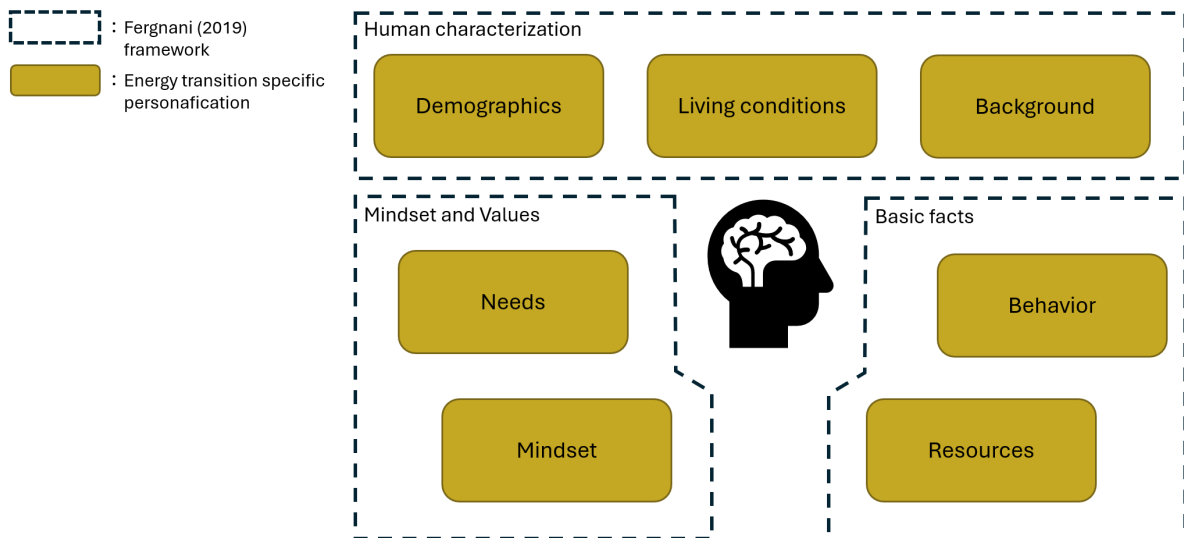 : Fergnani (2019)
framework
: Energy transition specific
personafication
Human characterization
Demographics
Living conditions
Background
Mindset and Values
Needs
Mindset
Basic facts
Behavior
Resources